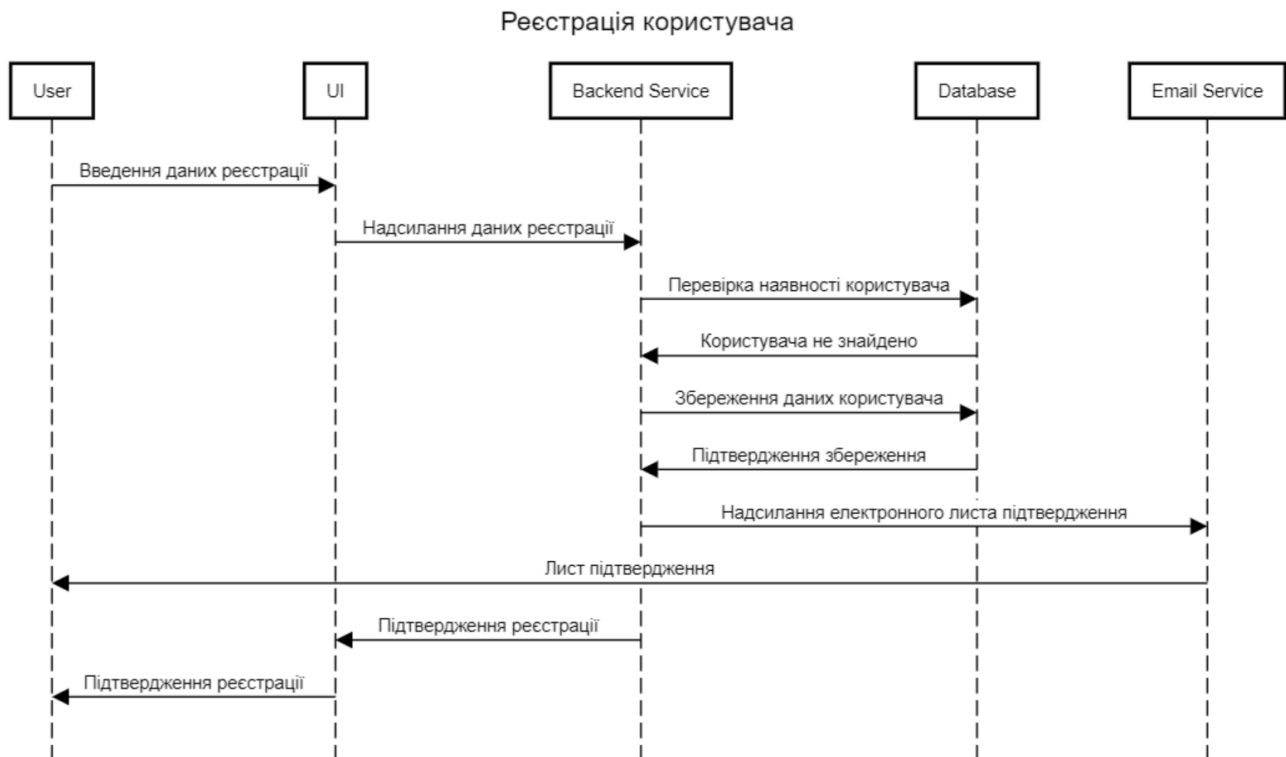 Реєстрація користувача
User
UI
Backend Service
Database
Email Service
Введення даних реєстрації
Надсилання даних реєстрації
Перевірка наявності користувача
Користувача не знайдено
Збереження даних користувача
Підтвердження збереження
Надсилання електронного листа підтвердження
Лист підтвердження
Підтвердження реєстрації
Підтвердження реєстрації